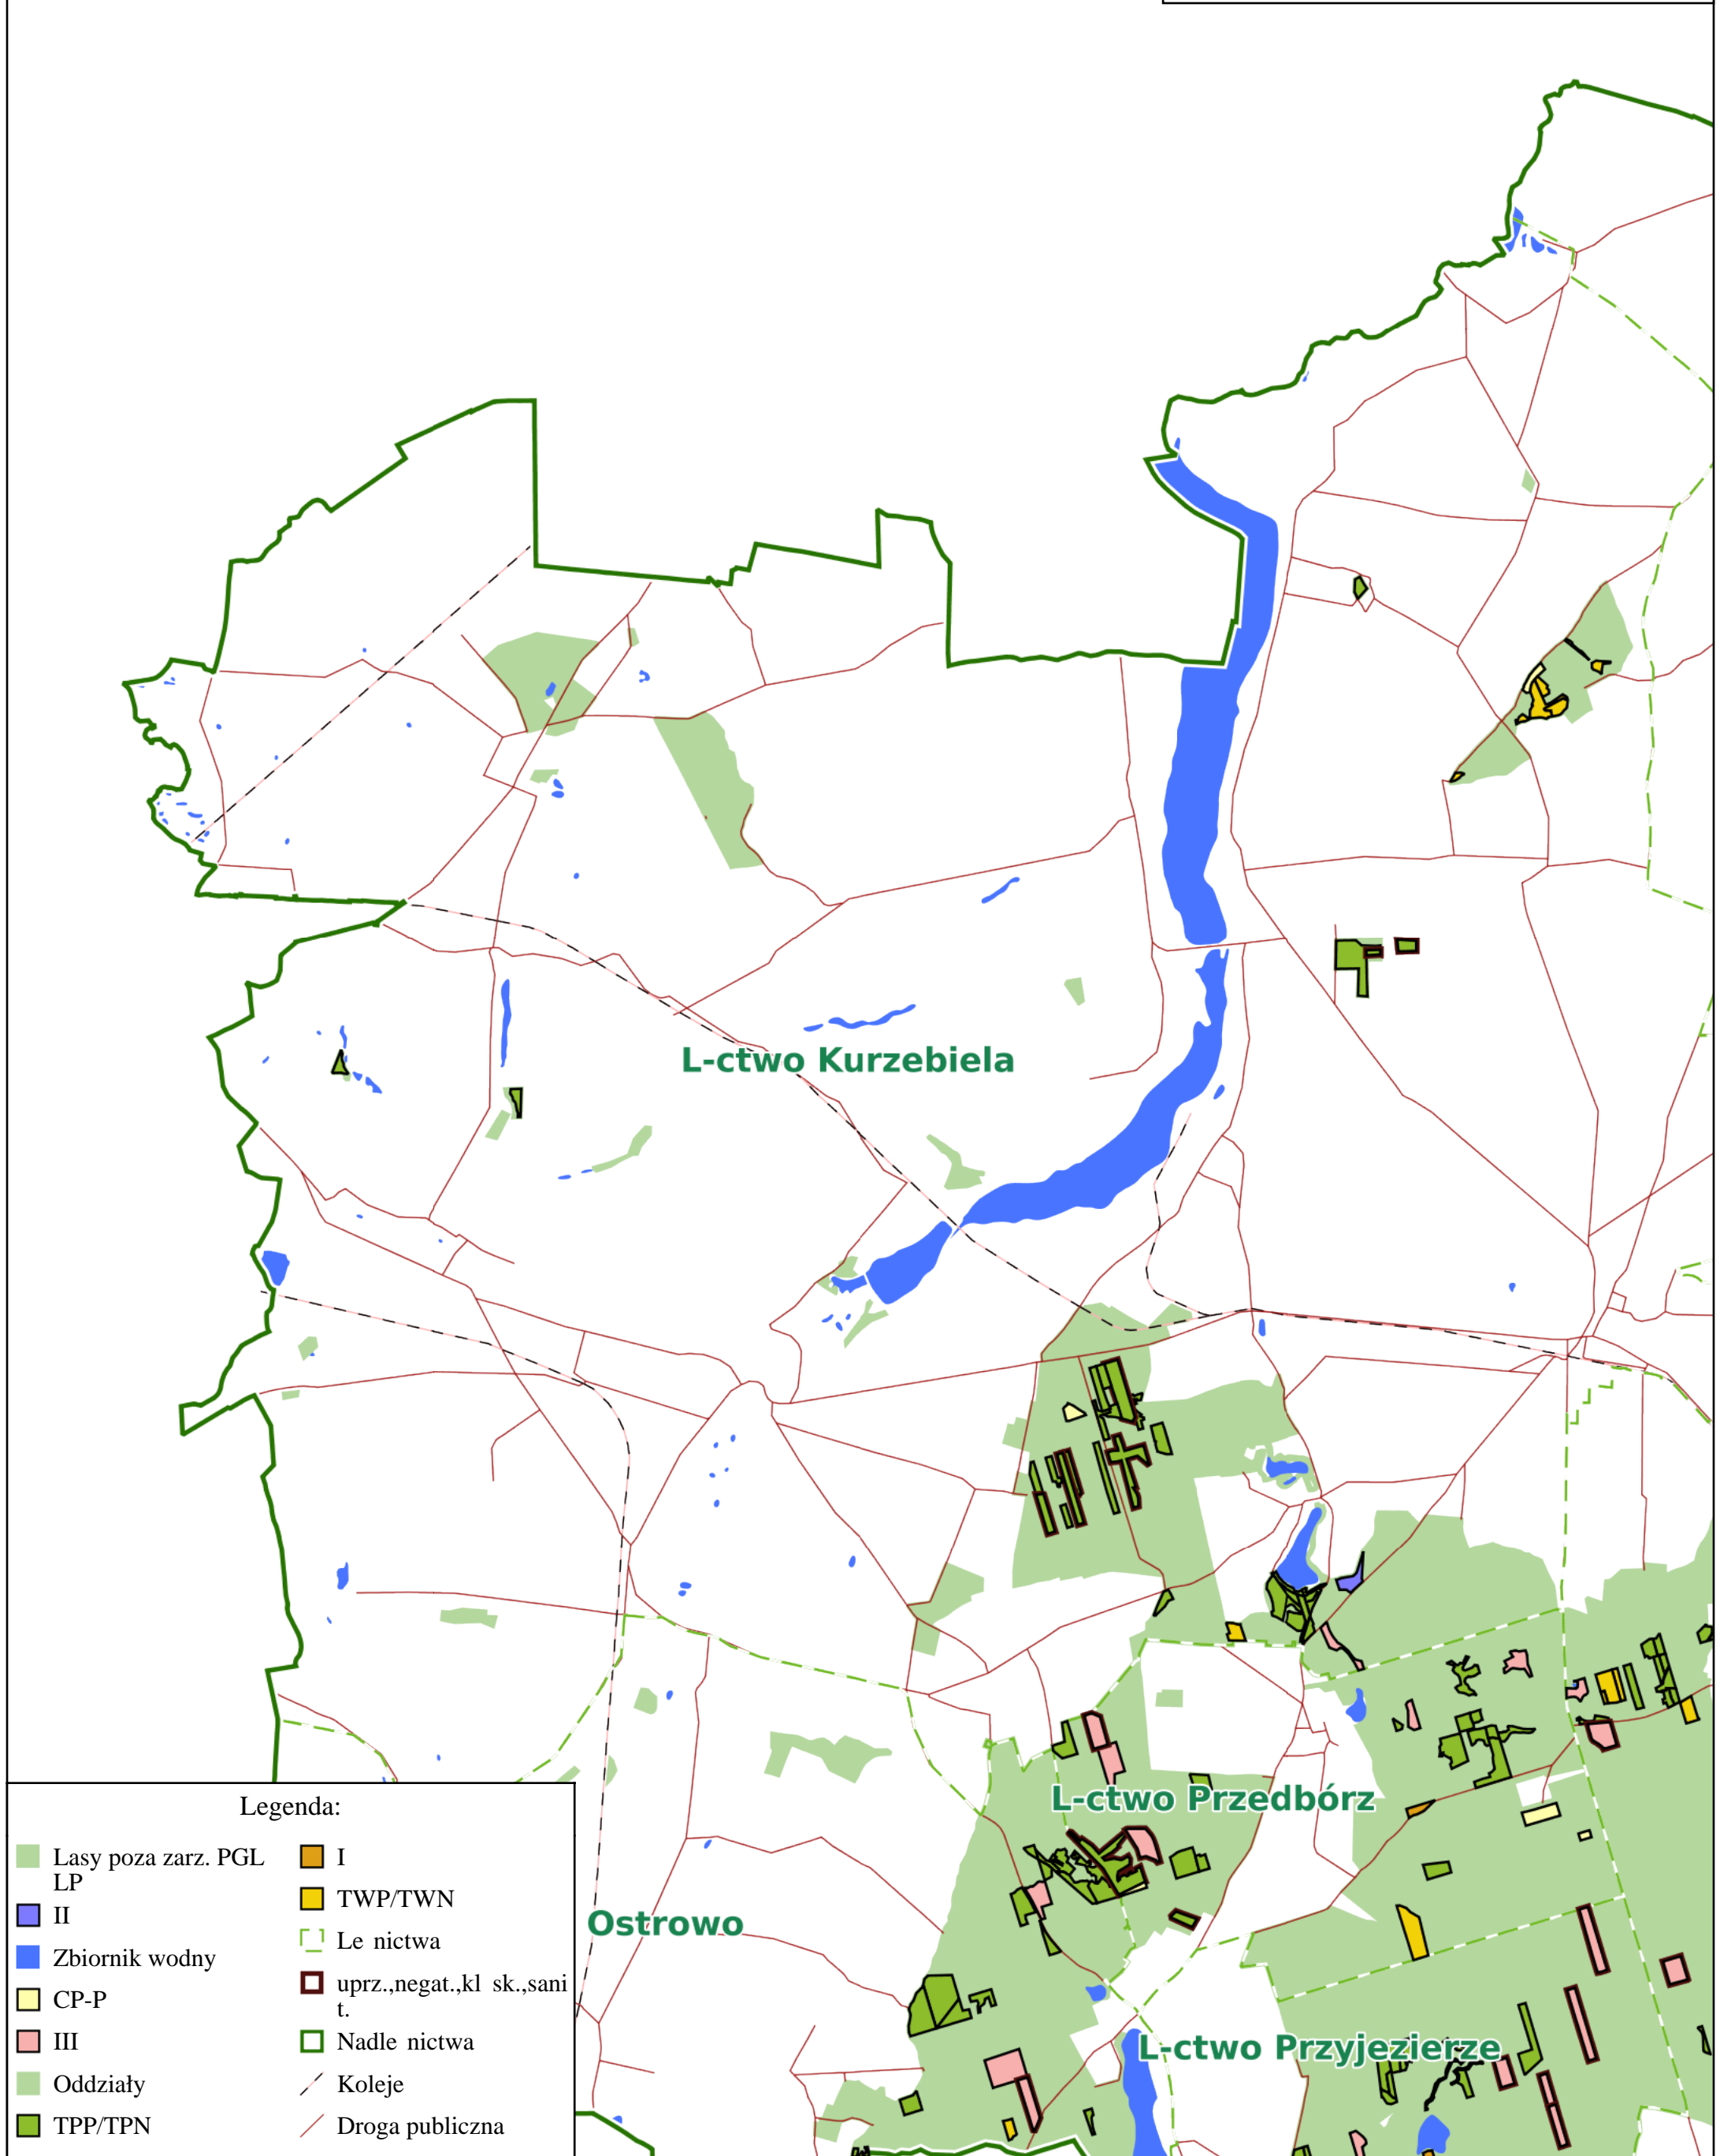 L-ctwo Kurzebiela
L-ctwo Przedbórz
Ostrowo
L-ctwo Przyjezierze
Legenda:
Lasy poza zarz. PGL
LP
II
Zbiornik wodny
CP-P
III
Oddziały
TPP/TPN
I
TWP/TWN
Le nictwa
uprz.,negat.,kl sk.,sani
t.
Nadle nictwa
Koleje
Droga publiczna